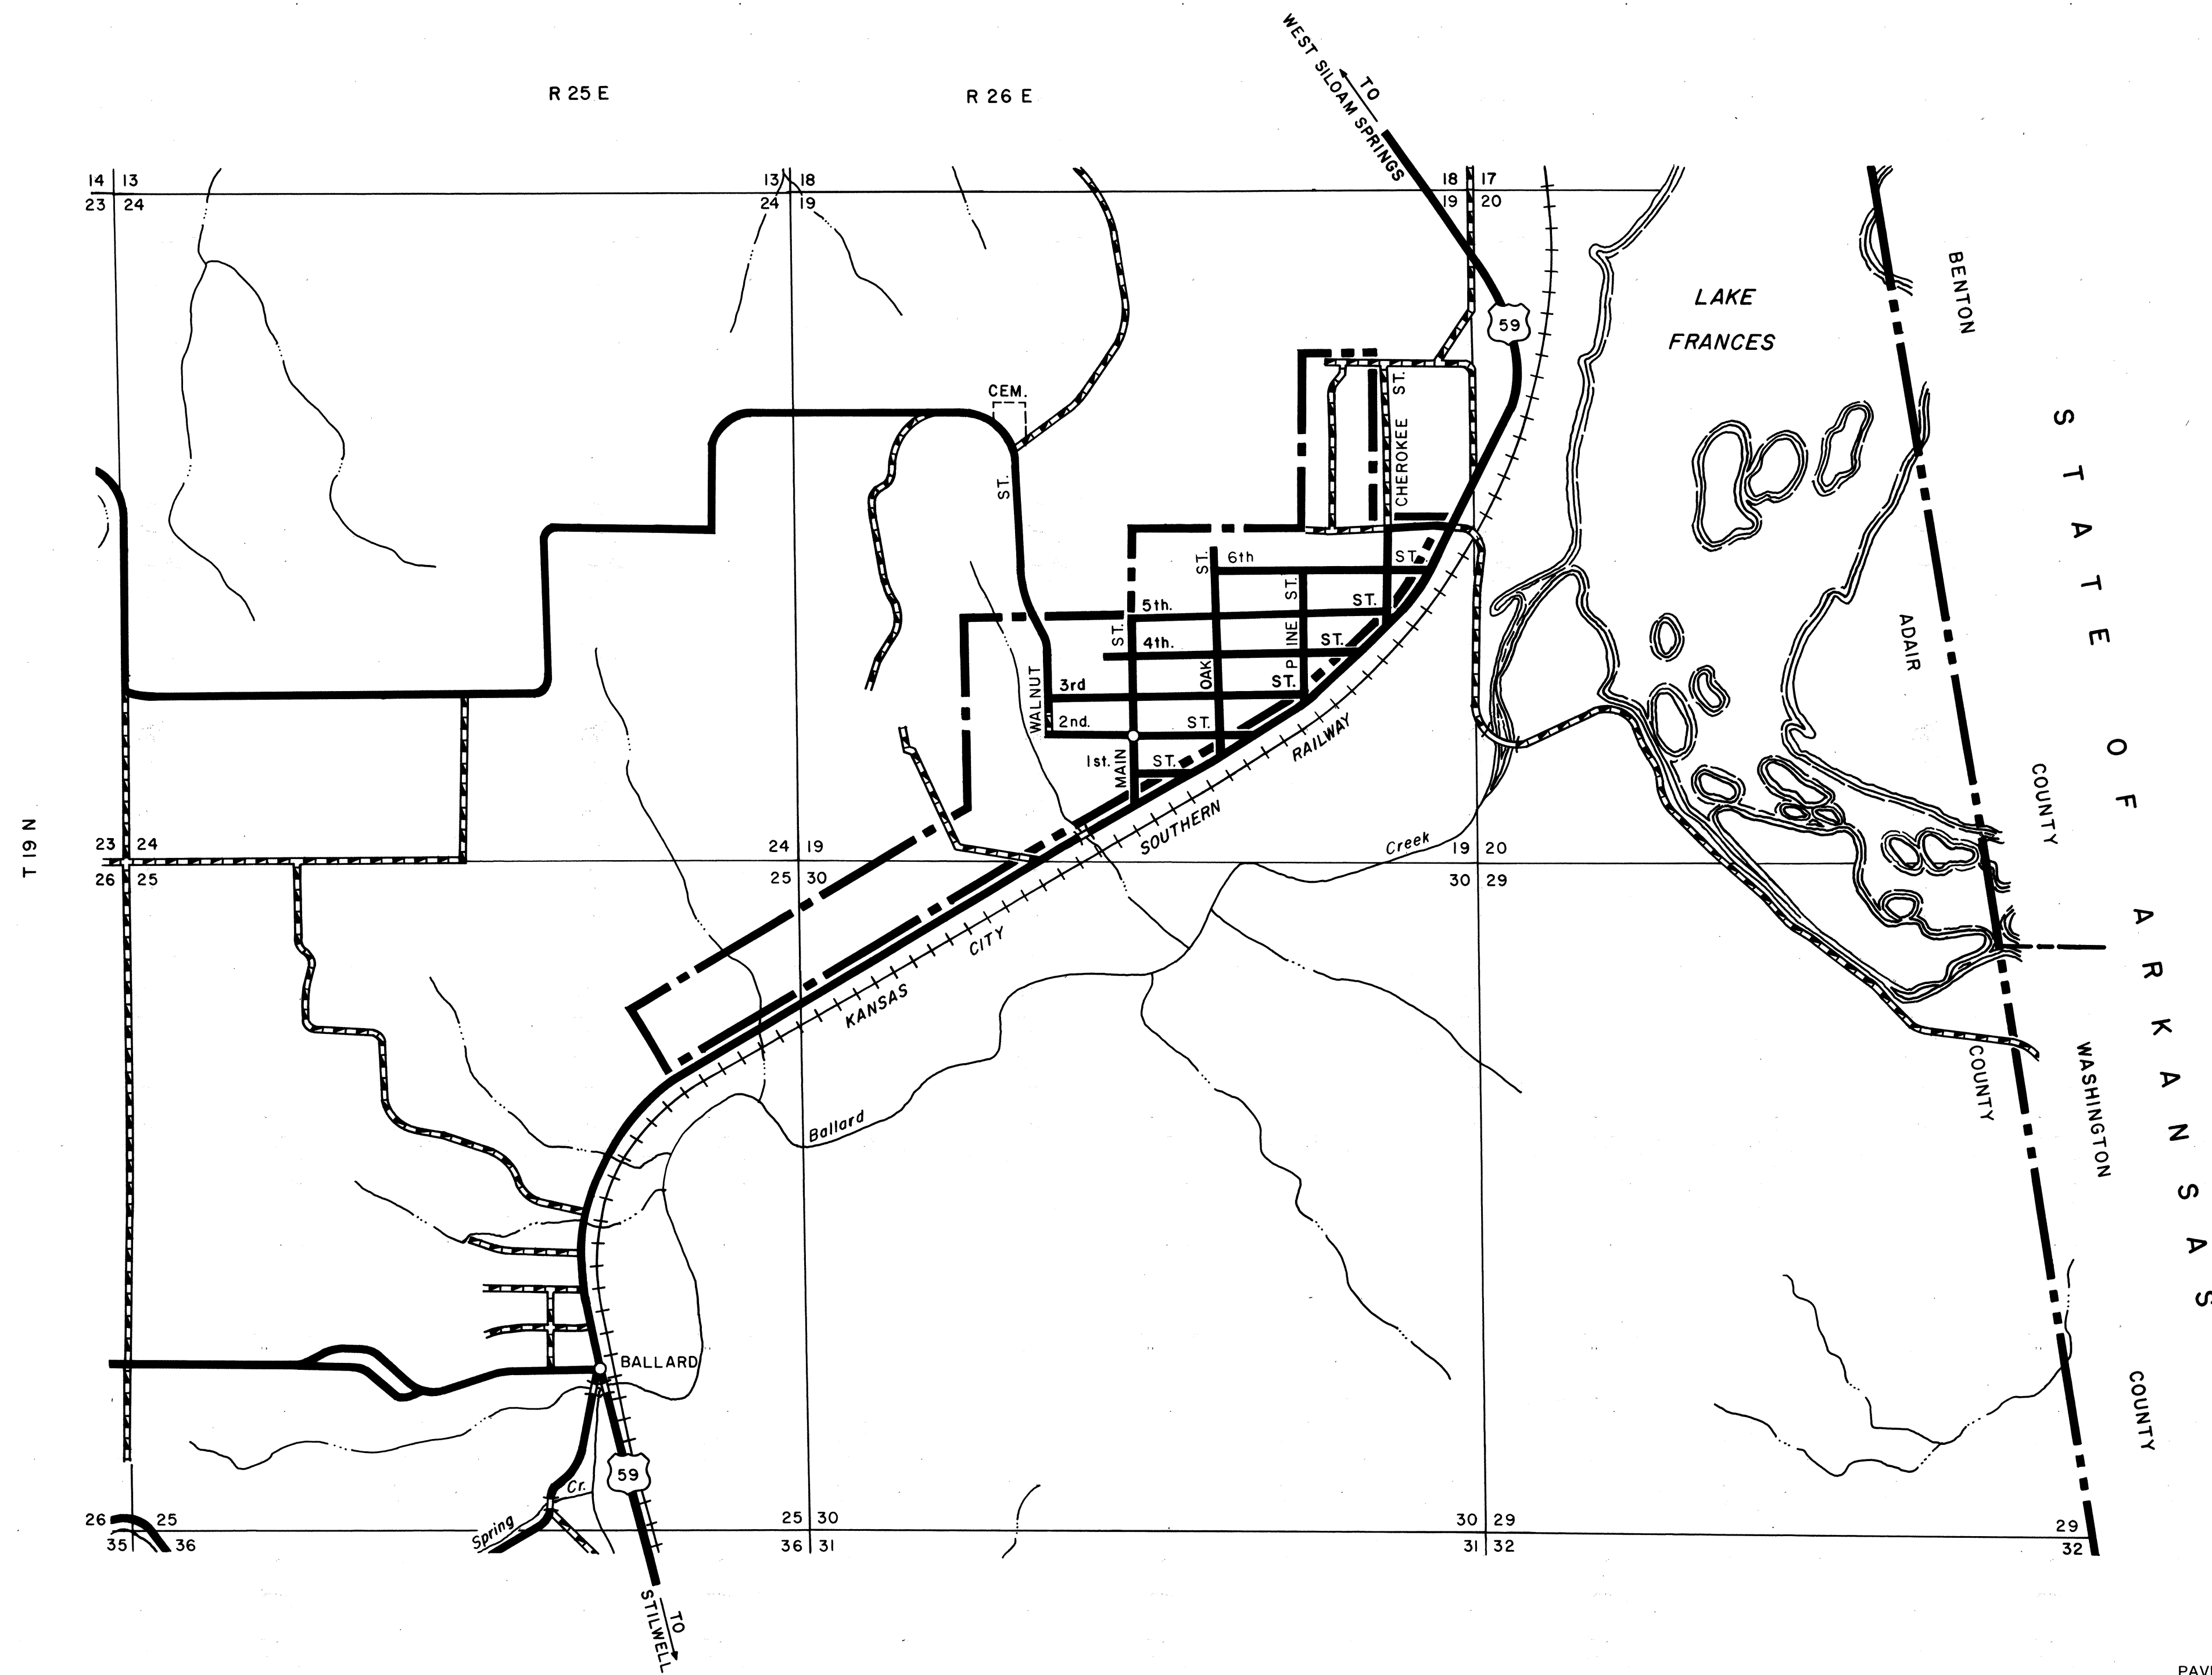 WEST SILOAM SPRINGS
TO
R 25 E
R 26 E
14 13
23 24
13 18
24 19
18 17
19 20
59
LAKE
FRANCES
BENTON
COUNTY
STATE OF ARKANSAS
CEM.
CHEROKEE ST.
6th ST.
5th. ST.
4th. ST.
3rd ST.
2nd. ST.
1st. ST.
WALNUT ST.
MAIN ST.
OAK ST.
PINE ST.
ADAIR
COUNTY
KANSAS CITY SOUTHERN RAILWAY
T 19 N
23 24
26 25
24 19
25 30
19 20
30 29
Ballard Creek
WASHINGTON
COUNTY
BALLARD
59
Spring Cr.
26 25
35 36
25 30
36 31
30 29
31 32
29
32
TO
STILWELL